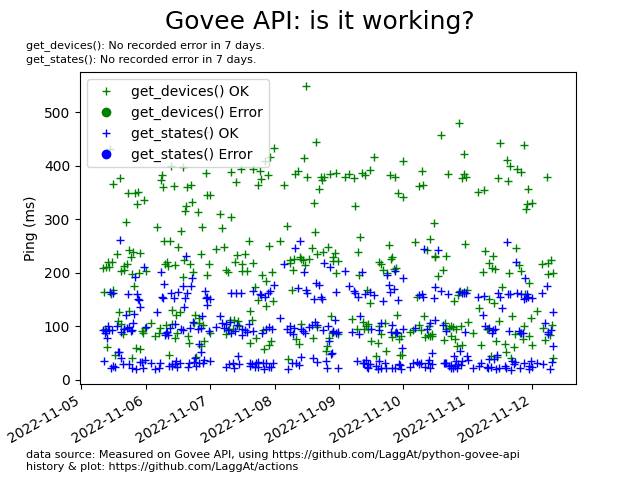 Govee API: is it working?
get_devices(): No recorded error in 7 days.
get_states(): No recorded error in 7 days.
get_devices() OK
get_devices() Error
get_states() OK
get_states() Error
Ping (ms)
500
400
300
200
100
0
2022-11-05
2022-11-06
2022-11-07
2022-11-08
2022-11-09
2022-11-10
2022-11-11
2022-11-12
data source: Measured on Govee API, using https://github.com/LaggAt/python-govee-api
history & plot: https://github.com/LaggAt/actions